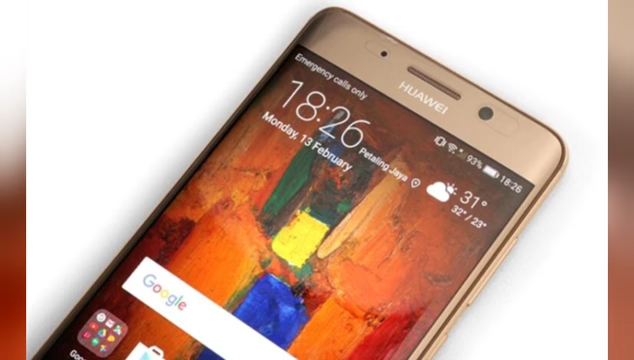 HUAWEI
Emergency calls only
93% 18:26
18:26
Monday, 13 February
Petaling Jaya
31°
32° / 23°
Google